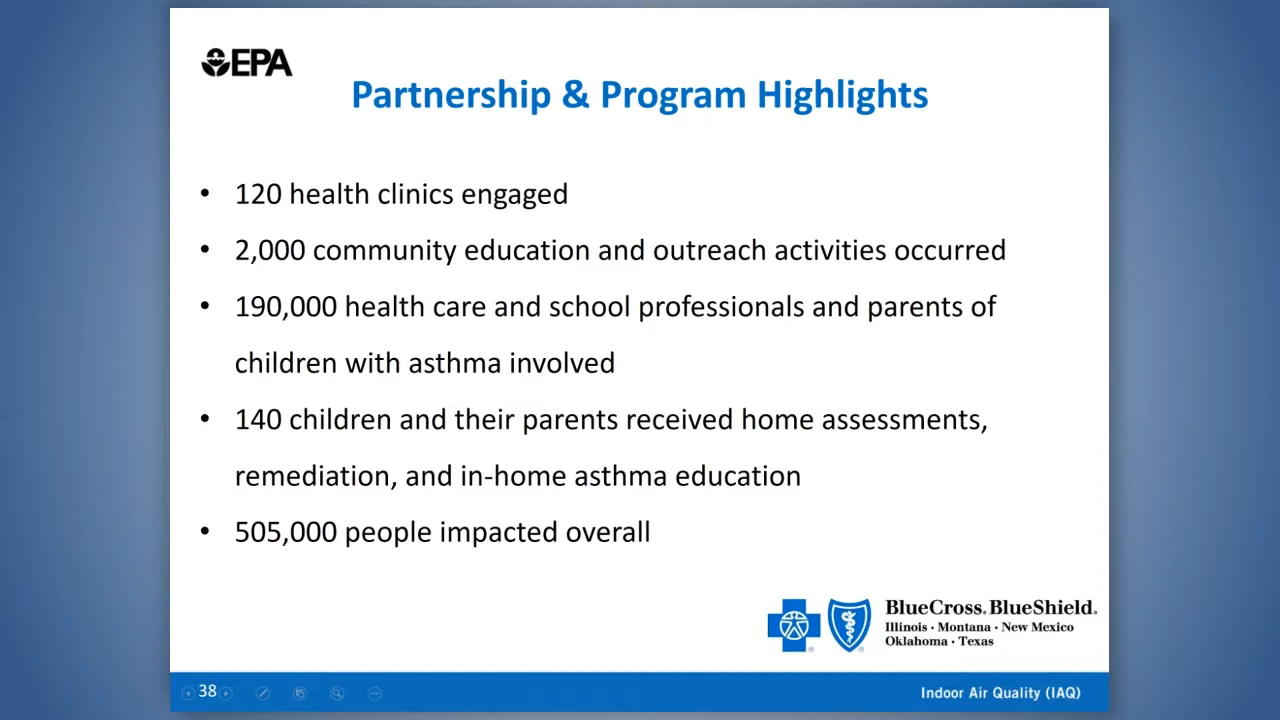 EPA
Partnership & Program Highlights
• 120 health clinics engaged
• 2,000 community education and outreach activities occurred
• 190,000 health care and school professionals and parents of
children with asthma involved
• 140 children and their parents received home assessments,
remediation, and in-home asthma education
• 505,000 people impacted overall
BlueCross® BlueShield®
Illinois · Montana · New Mexico
Oklahoma · Texas
38
Indoor Air Quality (IAQ)